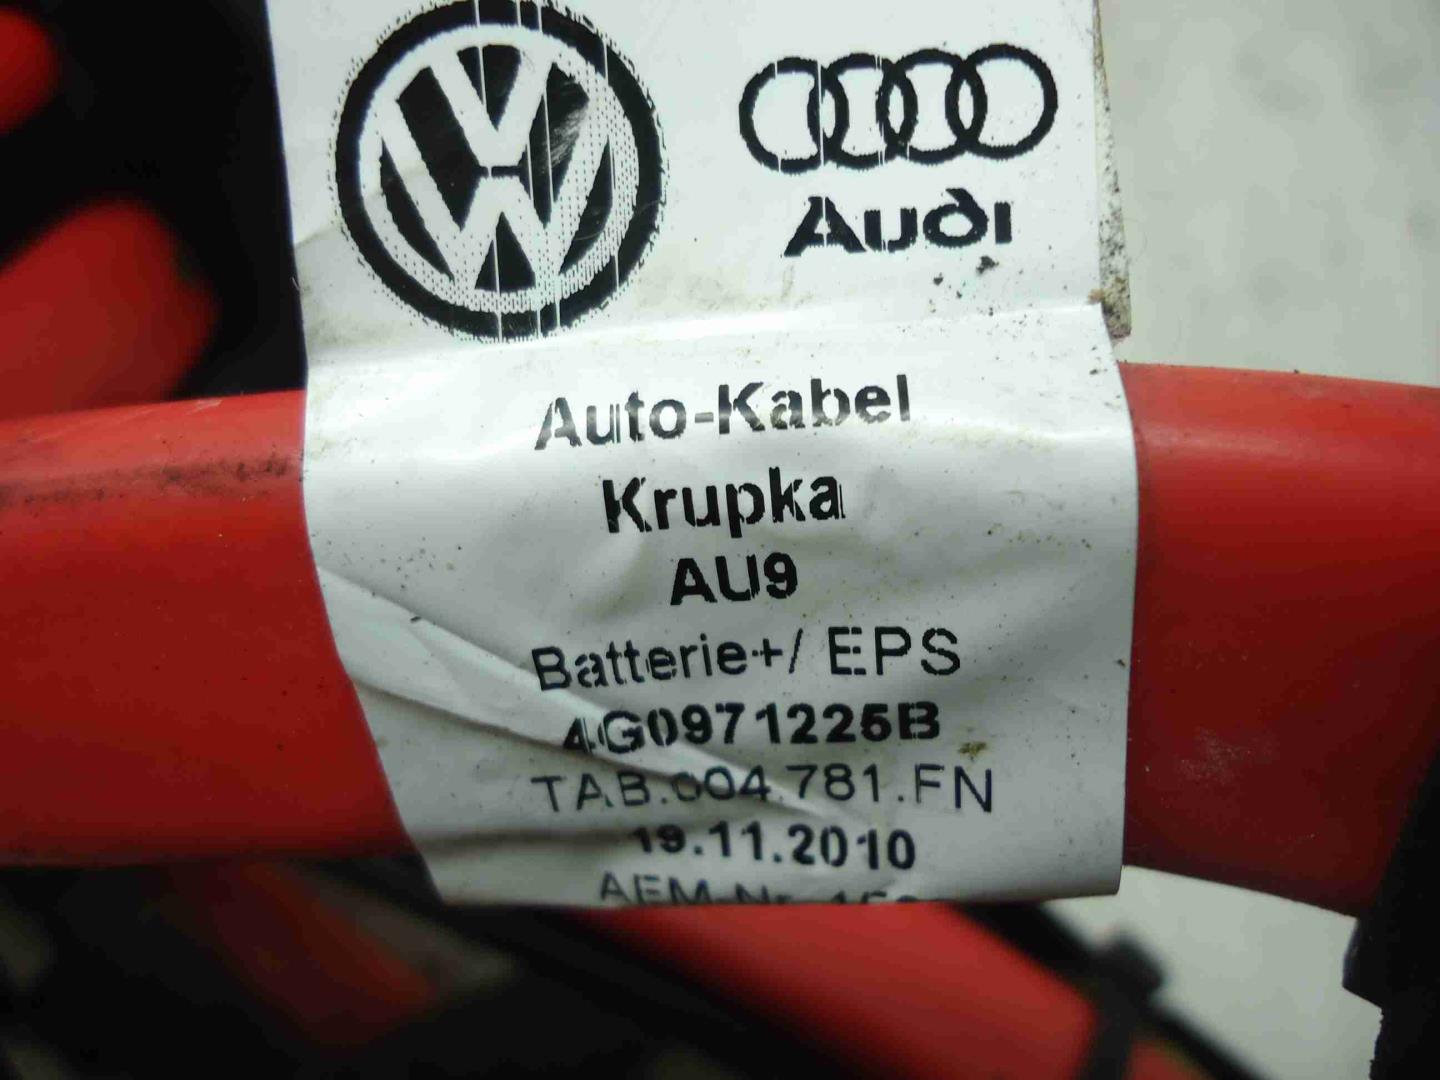 Audi
Auto-Kabel
Krupka
AU9
Batterie+/ EPS
4G0971225B
TAB.004.781.FN
19.11.2010